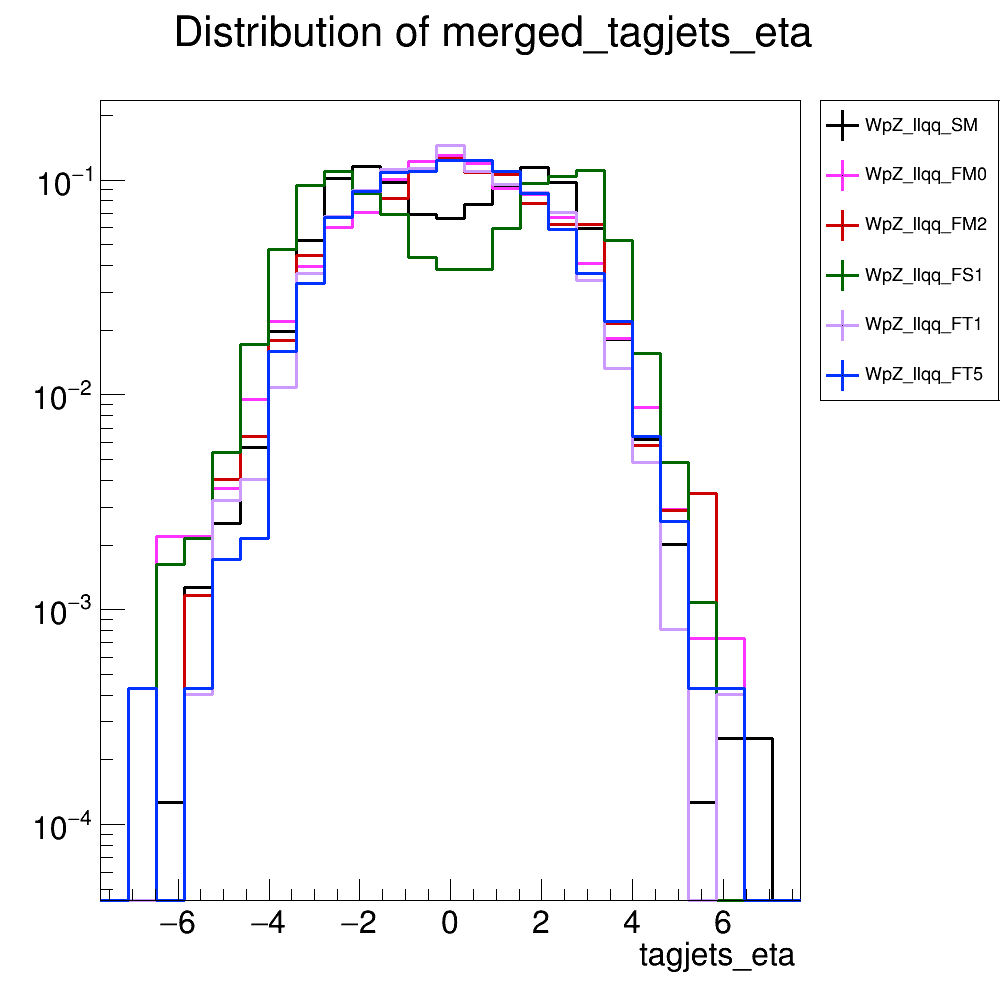 Distribution of merged_tagjets_eta
WpZ_llqq_SM
WpZ_llqq_FM0
WpZ_llqq_FM2
WpZ_llqq_FS1
WpZ_llqq_FT1
WpZ_llqq_FT5
10⁻¹
10⁻²
10⁻³
10⁻⁴
−6 −4 −2 0 2 4 6
tagjets_eta